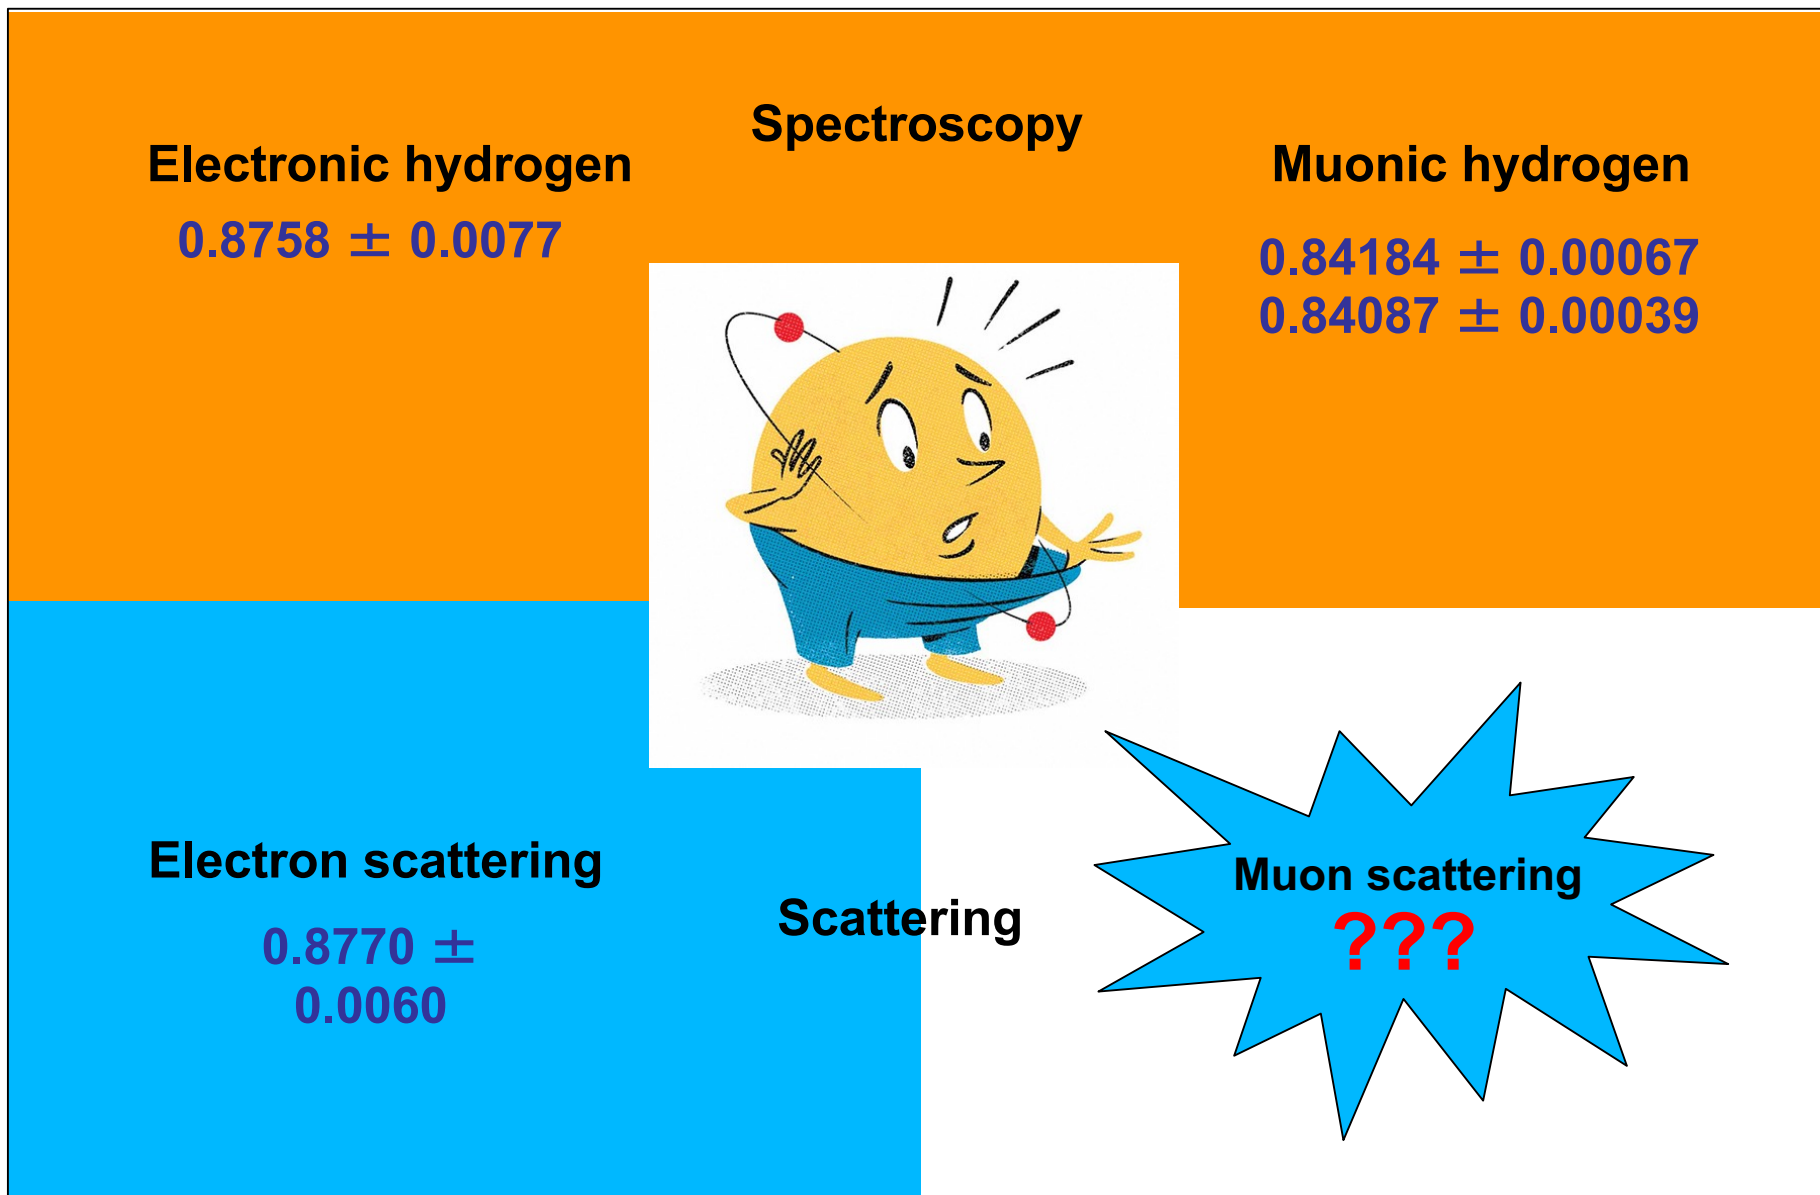 Spectroscopy
Electronic hydrogen
0.8758 ± 0.0077
Muonic hydrogen
0.84184 ± 0.00067
0.84087 ± 0.00039
Electron scattering
0.8770 ±
0.0060
Scattering
Muon scattering
???